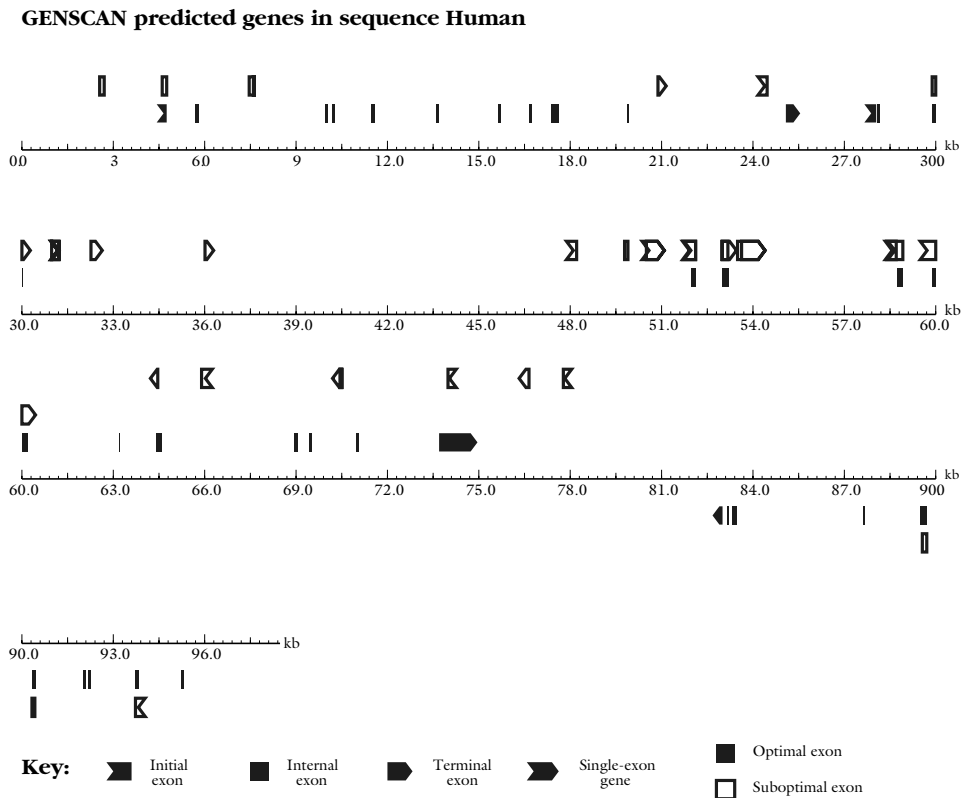 GENSCAN predicted genes in sequence Human
kb
0.0 3 6.0 9 12.0 15.0 18.0 21.0 24.0 27.0 300
kb
30.0 33.0 36.0 39.0 42.0 45.0 48.0 51.0 54.0 57.0 60.0
60.0 63.0 66.0 69.0 72.0 75.0 78.0 81.0 84.0 87.0 900
kb
90.0 93.0 96.0
Key:
Initial
exon
Internal
exon
Terminal
exon
Single-exon
gene
Optimal exon
Suboptimal exon